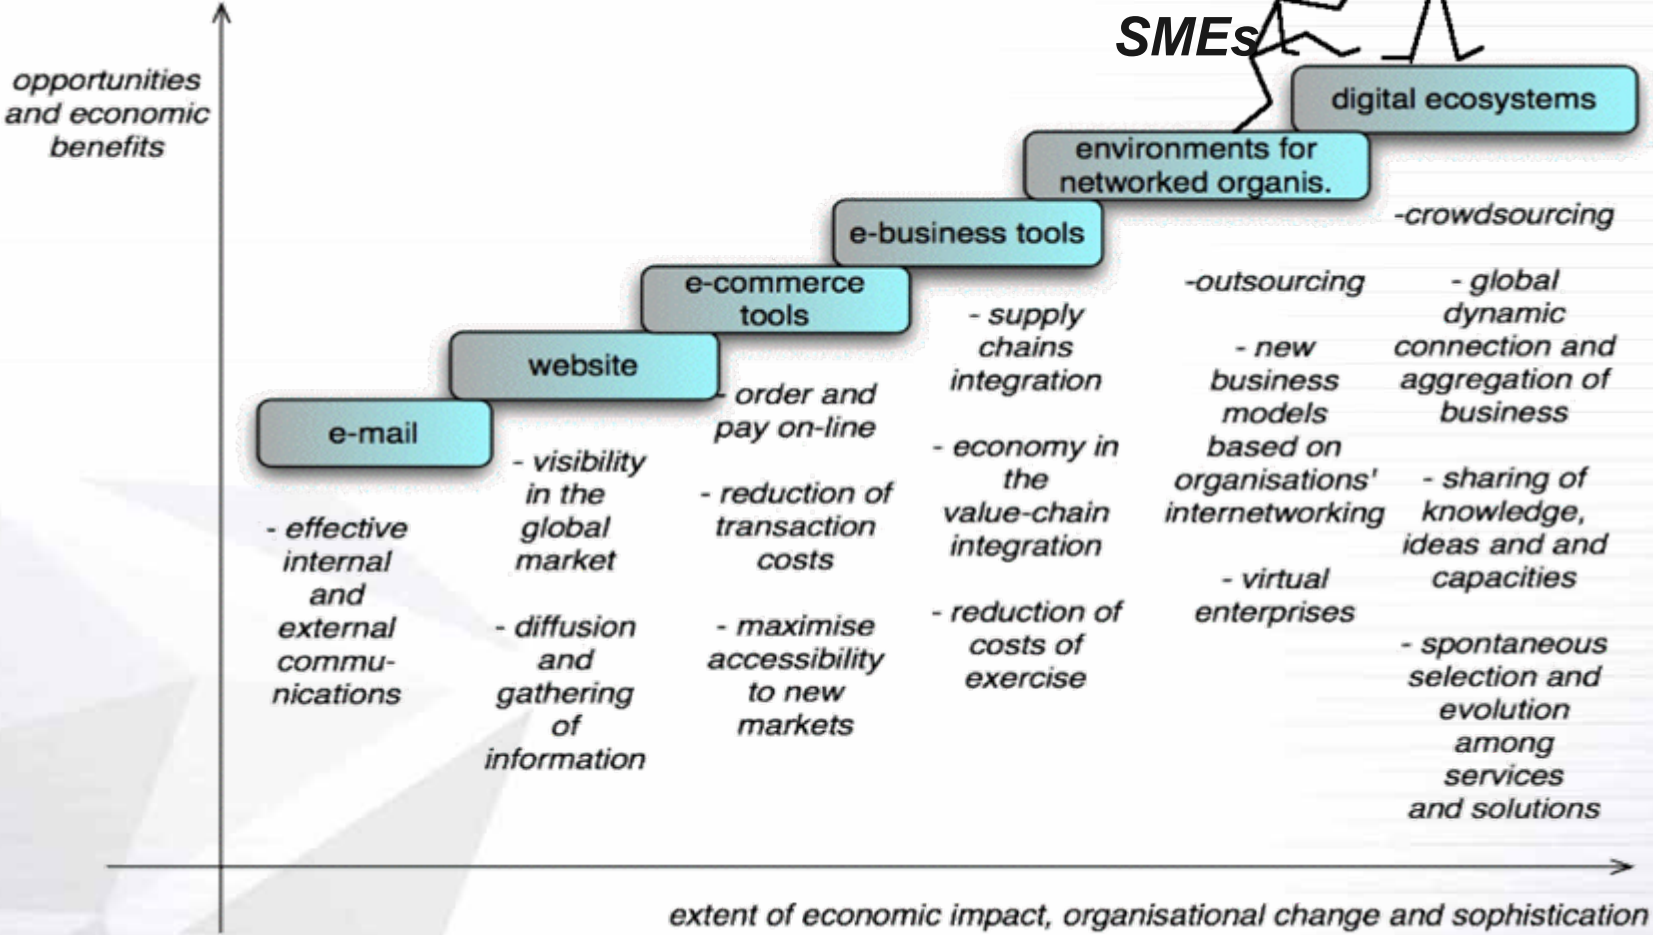 SMEs
opportunities
and economic
benefits
digital ecosystems
environments for
networked organis.
e-business tools
e-commerce
tools
website
e-mail
- effective
internal
and
external
commu-
nications
- visibility
in the
global
market
- diffusion
and
gathering
of
information
- order and
pay on-line
- reduction of
transaction
costs
- maximise
accessibility
to new
markets
- supply
chains
integration
- economy in
the
value-chain
integration
- reduction of
costs of
exercise
-outsourcing
- new
business
models
based on
organisations'
internetworking
- virtual
enterprises
-crowdsourcing
- global
dynamic
connection and
aggregation of
business
- sharing of
knowledge,
ideas and and
capacities
- spontaneous
selection and
evolution
among
services
and solutions
extent of economic impact, organisational change and sophistication